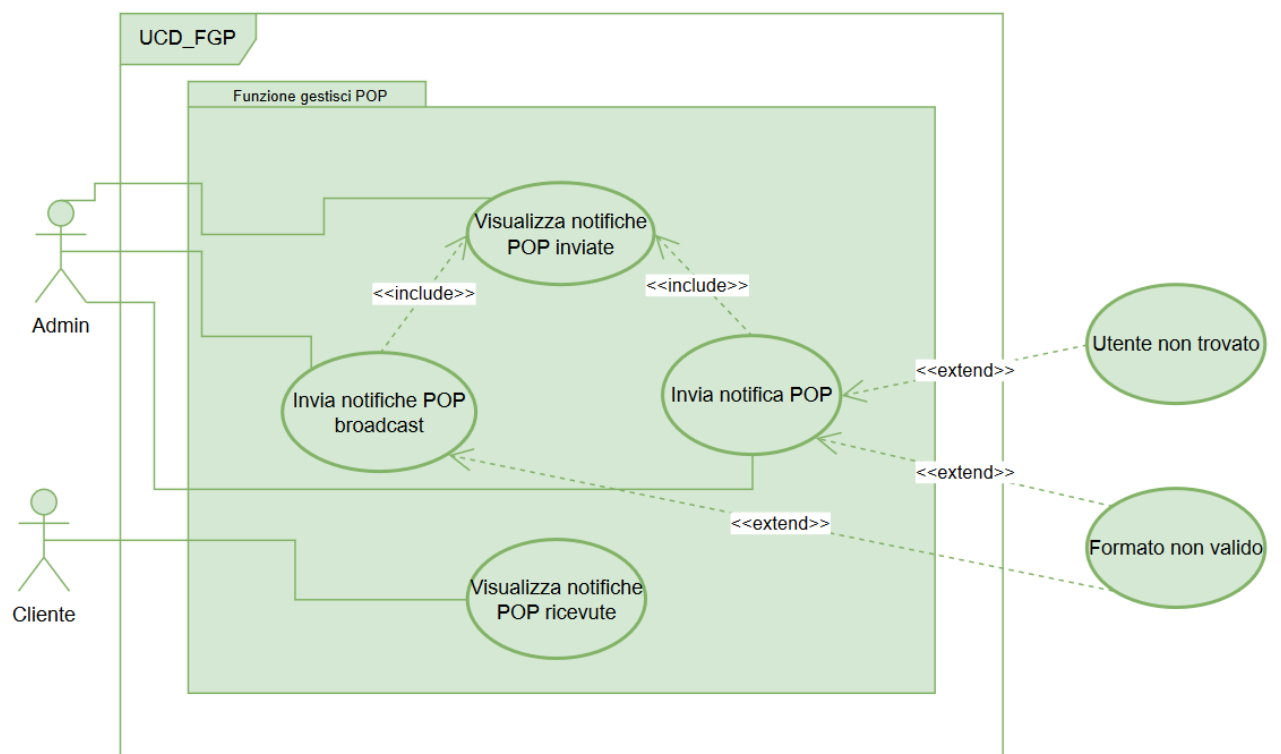 UCD_FGP
Funzione gestisci POP
Visualizza notifiche
POP inviate
<<include>>
<<include>>
Admin
Utente non trovato
<<extend>>
Invia notifiche POP
broadcast
Invia notifica POP
<<extend>>
<<extend>>
Formato non valido
Visualizza notifiche
POP ricevute
Cliente